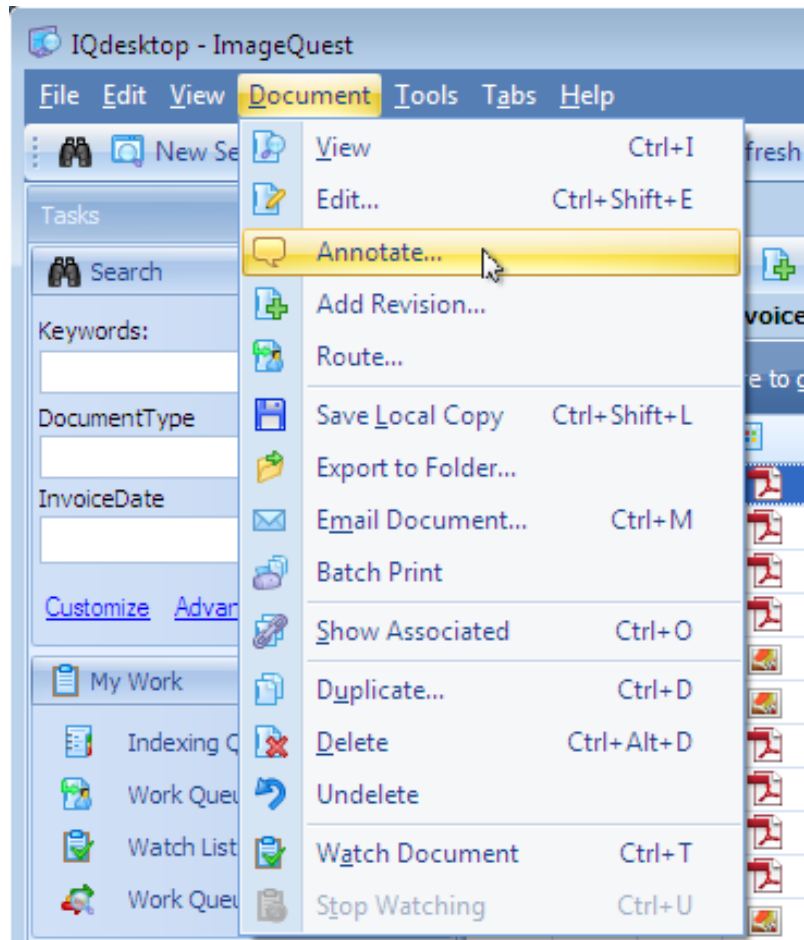 IQdesktop - ImageQuest
File Edit View Document Tools Tabs Help
New Se
fresh
View Ctrl+I
Tasks
Edit... Ctrl+Shift+E
Search
Annotate...
Keywords:
Add Revision...
voice
Route...
e to g
DocumentType
Save Local Copy Ctrl+Shift+L
Export to Folder...
InvoiceDate
Email Document... Ctrl+M
Batch Print
Customize Advan
Show Associated Ctrl+O
My Work
Duplicate... Ctrl+D
Indexing Q
Delete Ctrl+Alt+D
Work Queu
Undelete
Watch List
Watch Document Ctrl+T
Work Queu
Stop Watching Ctrl+U